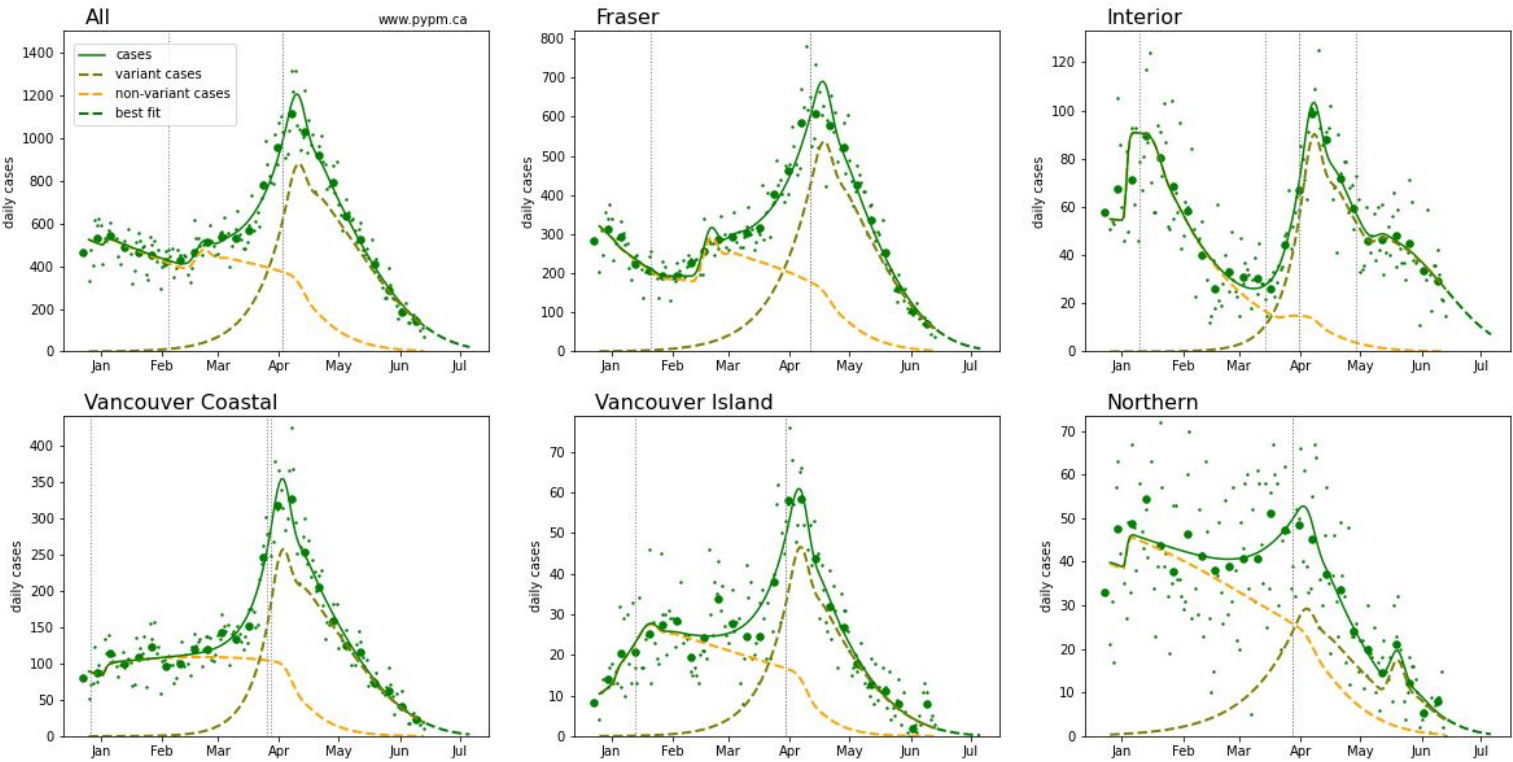 All
www.pypm.ca
cases
variant cases
non-variant cases
best fit
daily cases
1400
1200
1000
800
600
400
200
0
Jan Feb Mar Apr May Jun Jul
Fraser
daily cases
800
700
600
500
400
300
200
100
0
Jan Feb Mar Apr May Jun Jul
Interior
daily cases
120
100
80
60
40
20
0
Jan Feb Mar Apr May Jun Jul
Vancouver Coastal
daily cases
400
350
300
250
200
150
100
50
0
Jan Feb Mar Apr May Jun Jul
Vancouver Island
daily cases
70
60
50
40
30
20
10
0
Jan Feb Mar Apr May Jun Jul
Northern
daily cases
70
60
50
40
30
20
10
0
Jan Feb Mar Apr May Jun Jul